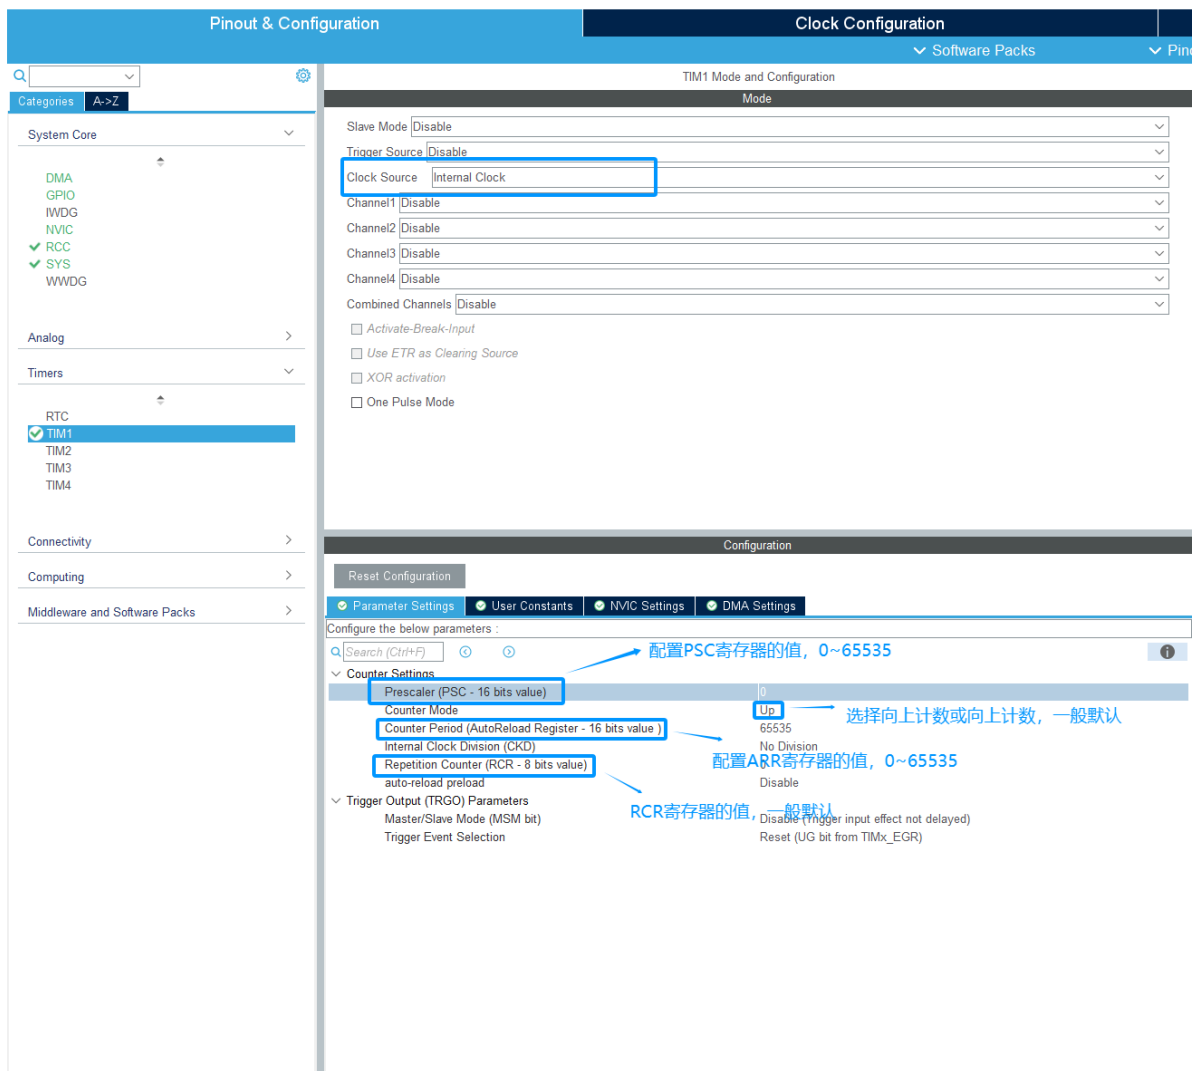 Pinout & Configuration
Clock Configuration
Software Packs
Pino
Categories
A->Z
System Core
DMA
GPIO
IWDG
NVIC
RCC
SYS
WWDG
Analog
Timers
RTC
TIM1
TIM2
TIM3
TIM4
Connectivity
Computing
Middleware and Software Packs
TIM1 Mode and Configuration
Mode
Slave Mode Disable
Trigger Source Disable
Clock Source Internal Clock
Channel1 Disable
Channel2 Disable
Channel3 Disable
Channel4 Disable
Combined Channels Disable
Activate-Break-Input
Use ETR as Clearing Source
XOR activation
One Pulse Mode
Configuration
Reset Configuration
Parameter Settings
User Constants
NVIC Settings
DMA Settings
Configure the below parameters :
Search (Ctrl+F)
配置PSC寄存器的值，0~65535
Counter Settings
Prescaler (PSC - 16 bits value) 0
Counter Mode Up
选择向上计数或向上计数，一般默认
Counter Period (AutoReload Register - 16 bits value ) 65535
Internal Clock Division (CKD) No Division
配置ARR寄存器的值，0~65535
Repetition Counter (RCR - 8 bits value) 0
auto-reload preload Disable
Trigger Output (TRGO) Parameters
RCR寄存器的值，一般默认
Master/Slave Mode (MSM bit) Disable (Trigger input effect not delayed)
Trigger Event Selection Reset (UG bit from TIMx_EGR)